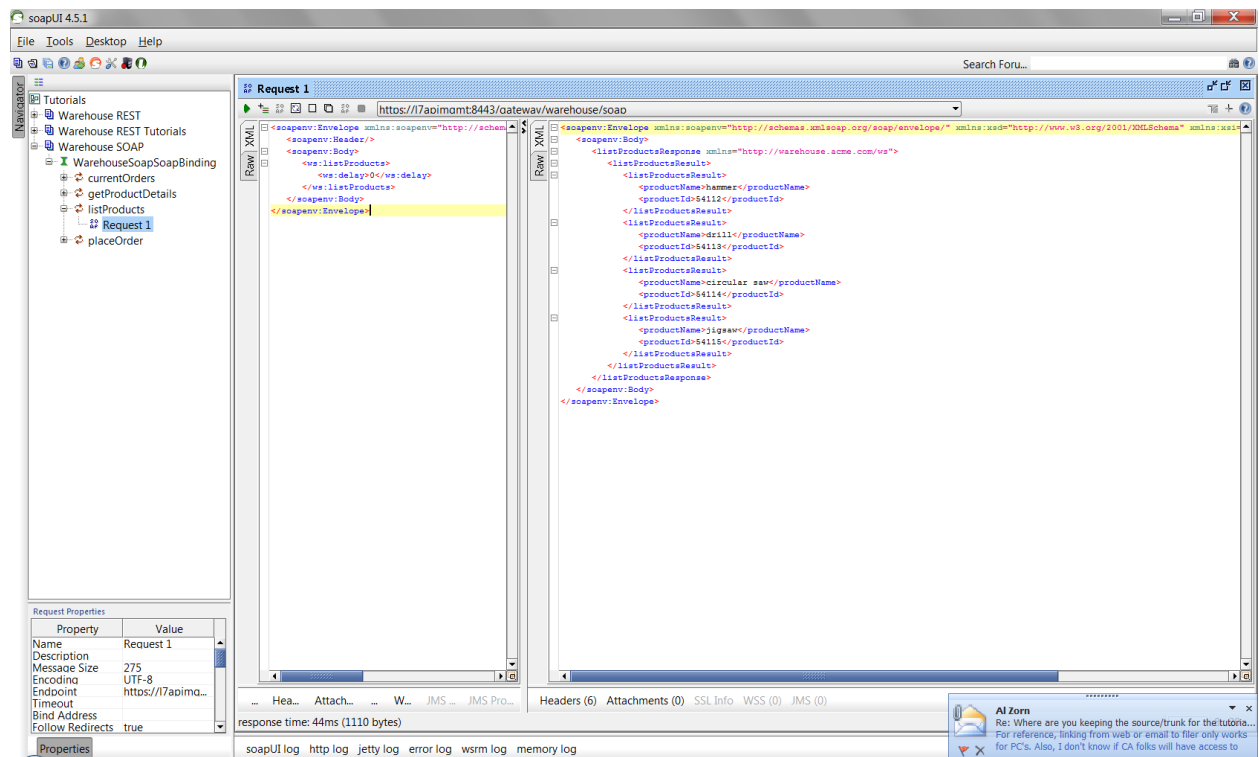 soapUI 4.5.1
File Tools Desktop Help
Search Foru...
Navigator
Tutorials
Warehouse REST
Warehouse REST Tutorials
Warehouse SOAP
WarehouseSoapSoapBinding
currentOrders
getProductDetails
listProducts
Request 1
placeOrder
Request Properties
Property Value
Name Request 1
Description
Message Size 275
Encoding UTF-8
Endpoint https://l7apimg...
Timeout
Bind Address
Follow Redirects true
Properties
Request 1
https://l7apimgmt:8443/gateway/warehouse/soap
XML
Raw
<soapenv:Envelope xmlns:soapenv="http://schem
<soapenv:Header/>
<soapenv:Body>
<ws:listProducts>
<ws:delay>0</ws:delay>
</ws:listProducts>
</soapenv:Body>
</soapenv:Envelope>
XML
Raw
<soapenv:Envelope xmlns:soapenv="http://schemas.xmlsoap.org/soap/envelope/" xmlns:xsd="http://www.w3.org/2001/XMLSchema" xmlns:xsi=
<soapenv:Body>
<listProductsResponse xmlns="http://warehouse.acme.com/ws">
<listProductsResult>
<listProductsResult>
<productName>hammer</productName>
<productId>54112</productId>
</listProductsResult>
<listProductsResult>
<productName>drill</productName>
<productId>54113</productId>
</listProductsResult>
<listProductsResult>
<productName>circular saw</productName>
<productId>54114</productId>
</listProductsResult>
<listProductsResult>
<productName>jigsaw</productName>
<productId>54115</productId>
</listProductsResult>
</listProductsResult>
</listProductsResponse>
</soapenv:Body>
</soapenv:Envelope>
... Hea... Attach... ... W... JMS ... JMS Pro...
Headers (6) Attachments (0) SSL Info WSS (0) JMS (0)
response time: 44ms (1110 bytes)
soapUI log http log jetty log error log wsrm log memory log
Al Zorn
Re: Where are you keeping the source/trunk for the tutoria...
For reference, linking from web or email to filer only works
for PC's. Also, I don't know if CA folks will have access to